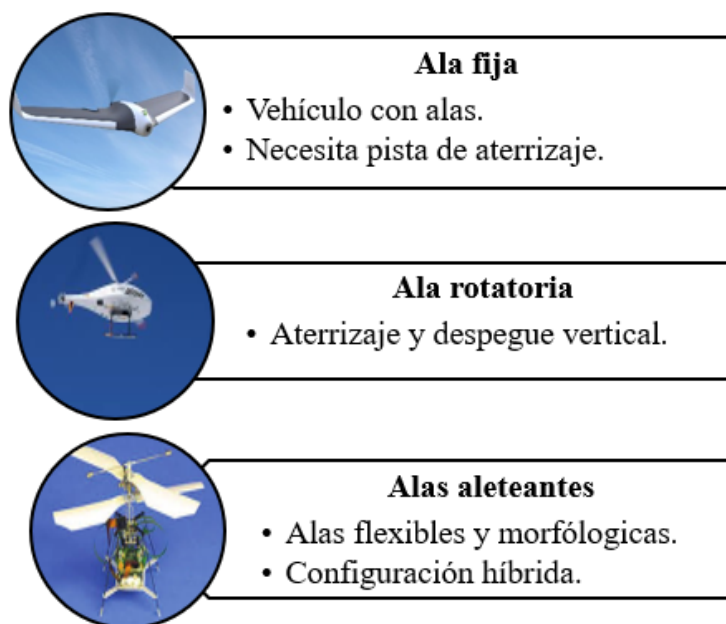 Ala fija
• Vehículo con alas.
• Necesita pista de aterrizaje.
Ala rotatoria
• Aterrizaje y despegue vertical.
Alas aleteantes
• Alas flexibles y morfólogicas.
• Configuración híbrida.